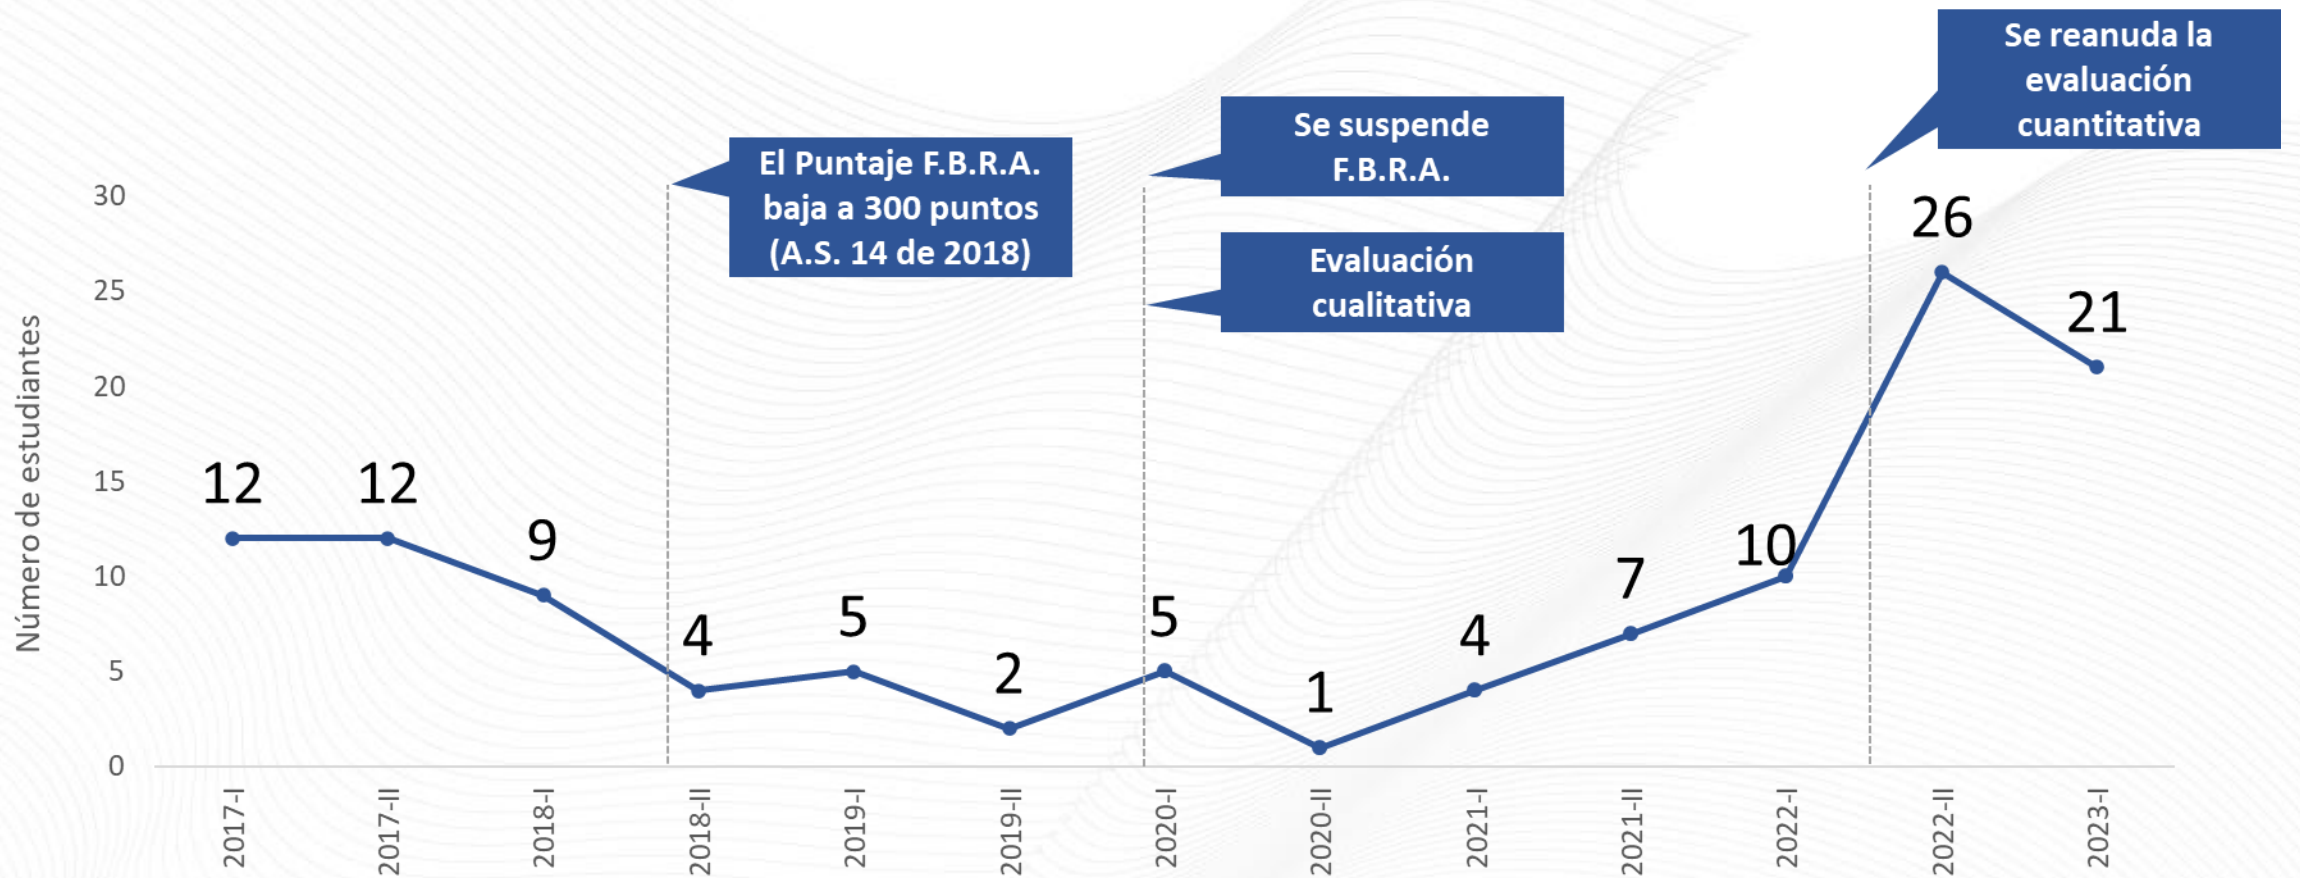 Se reanuda la
evaluación
cuantitativa
Se suspende
F.B.R.A.
El Puntaje F.B.R.A.
baja a 300 puntos
(A.S. 14 de 2018)
Evaluación
cualitativa
Número de estudiantes
30
25
20
15
10
5
0
12
12
9
4
5
2
5
1
4
7
10
26
21
2017-I
2017-II
2018-I
2018-II
2019-I
2019-II
2020-I
2020-II
2021-I
2021-II
2022-I
2022-II
2023-I